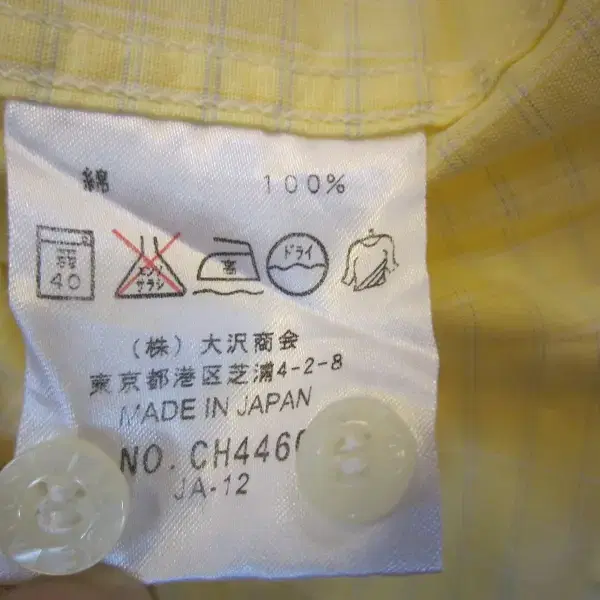 綿 100%
40
エンソ
サラシ
高
ドライ
(株) 大沢商会
東京都港区芝浦4-2-8
MADE IN JAPAN
NO. CH446
JA-12